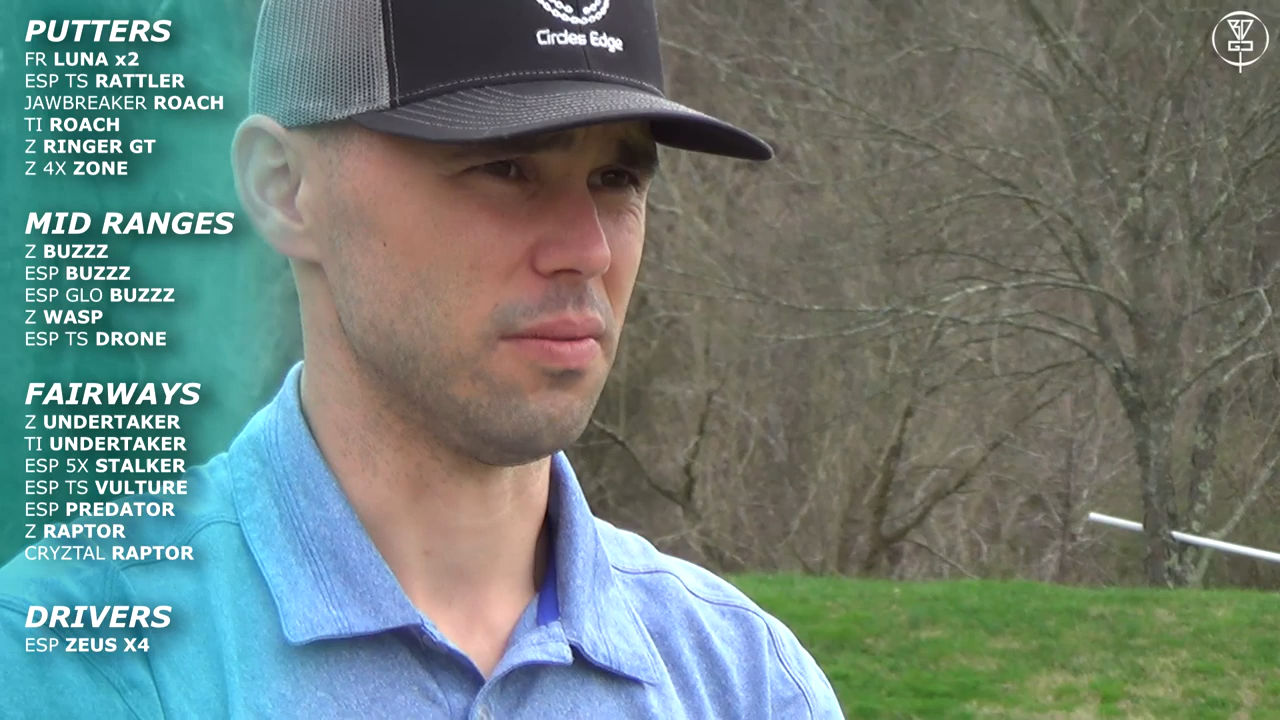 PUTTERS
FR LUNA x2
ESP TS RATTLER
JAWBREAKER ROACH
TI ROACH
Z RINGER GT
Z 4X ZONE
MID RANGES
Z BUZZZ
ESP BUZZZ
ESP GLO BUZZZ
Z WASP
ESP TS DRONE
FAIRWAYS
Z UNDERTAKER
TI UNDERTAKER
ESP 5X STALKER
ESP TS VULTURE
ESP PREDATOR
Z RAPTOR
CRYZTAL RAPTOR
DRIVERS
ESP ZEUS X4
Circles Edge